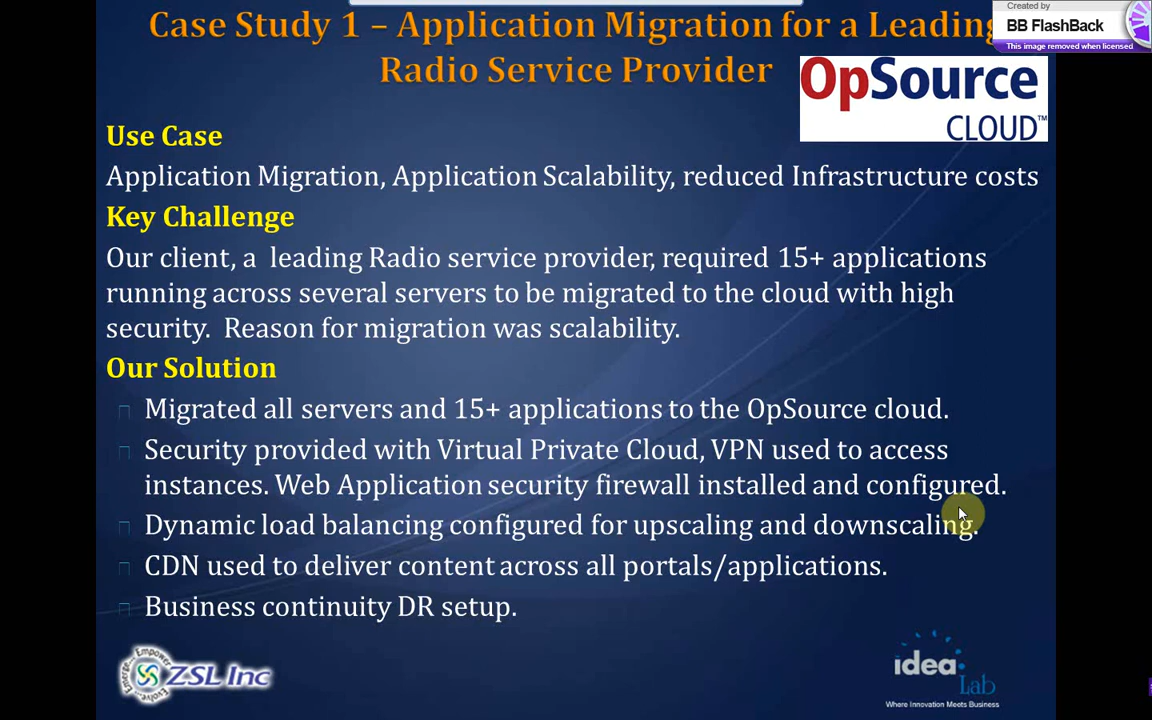 Case Study 1 – Application Migration for a Leading
Radio Service Provider
Created by
BB FlashBack
This image removed when licensed
OpSource
CLOUD™
Use Case
Application Migration, Application Scalability, reduced Infrastructure costs
Key Challenge
Our client, a leading Radio service provider, required 15+ applications
running across several servers to be migrated to the cloud with high
security. Reason for migration was scalability.
Our Solution
Migrated all servers and 15+ applications to the OpSource cloud.
Security provided with Virtual Private Cloud, VPN used to access
instances. Web Application security firewall installed and configured.
Dynamic load balancing configured for upscaling and downscaling.
CDN used to deliver content across all portals/applications.
Business continuity DR setup.
Emerge... Empower... Evolve...
ZSL Inc
idea
Lab
Where Innovation Meets Business